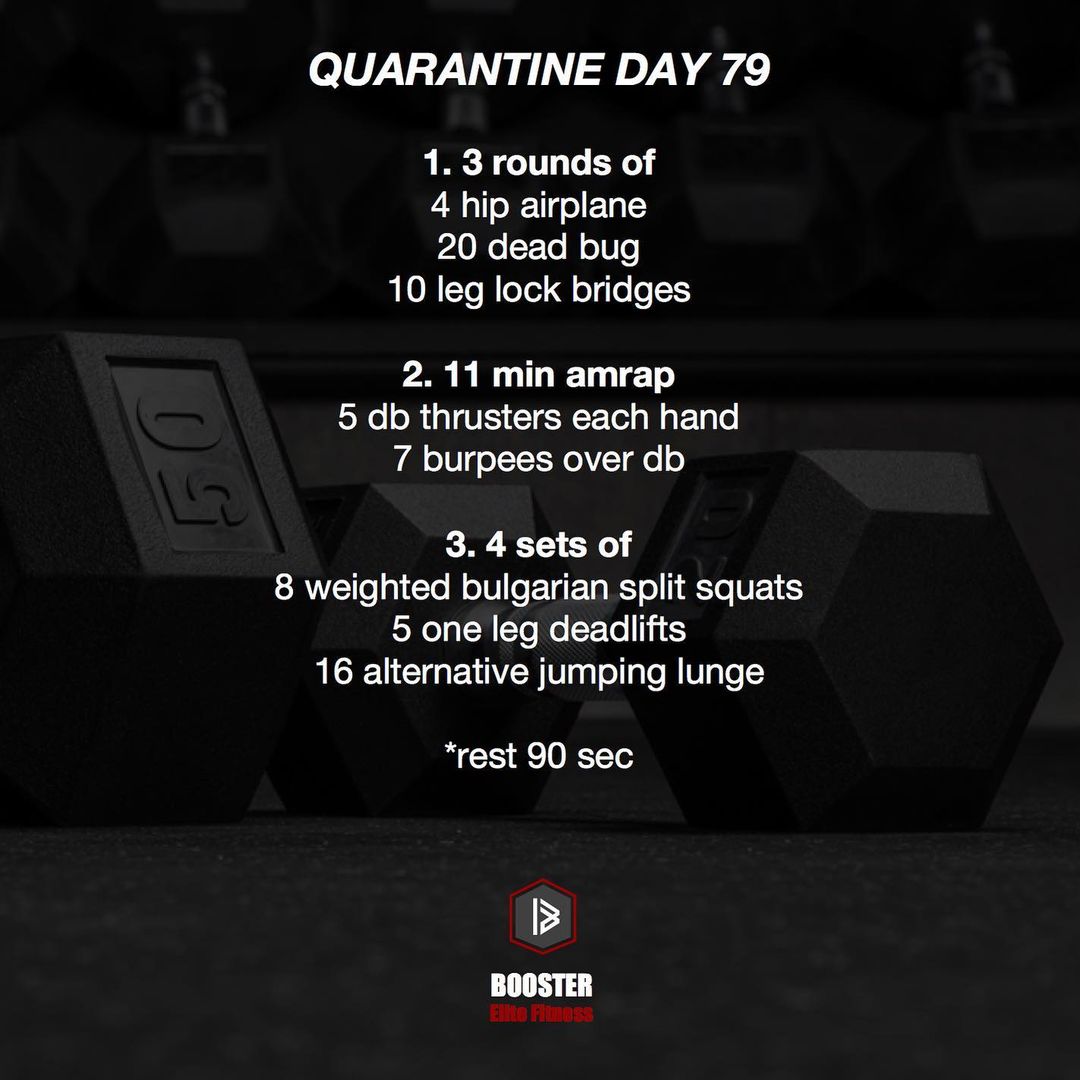 QUARANTINE DAY 79
1. 3 rounds of
4 hip airplane
20 dead bug
10 leg lock bridges
2. 11 min amrap
5 db thrusters each hand
7 burpees over db
3. 4 sets of
8 weighted bulgarian split squats
5 one leg deadlifts
16 alternative jumping lunge
*rest 90 sec
50
B
BOOSTER
Elite Fitness